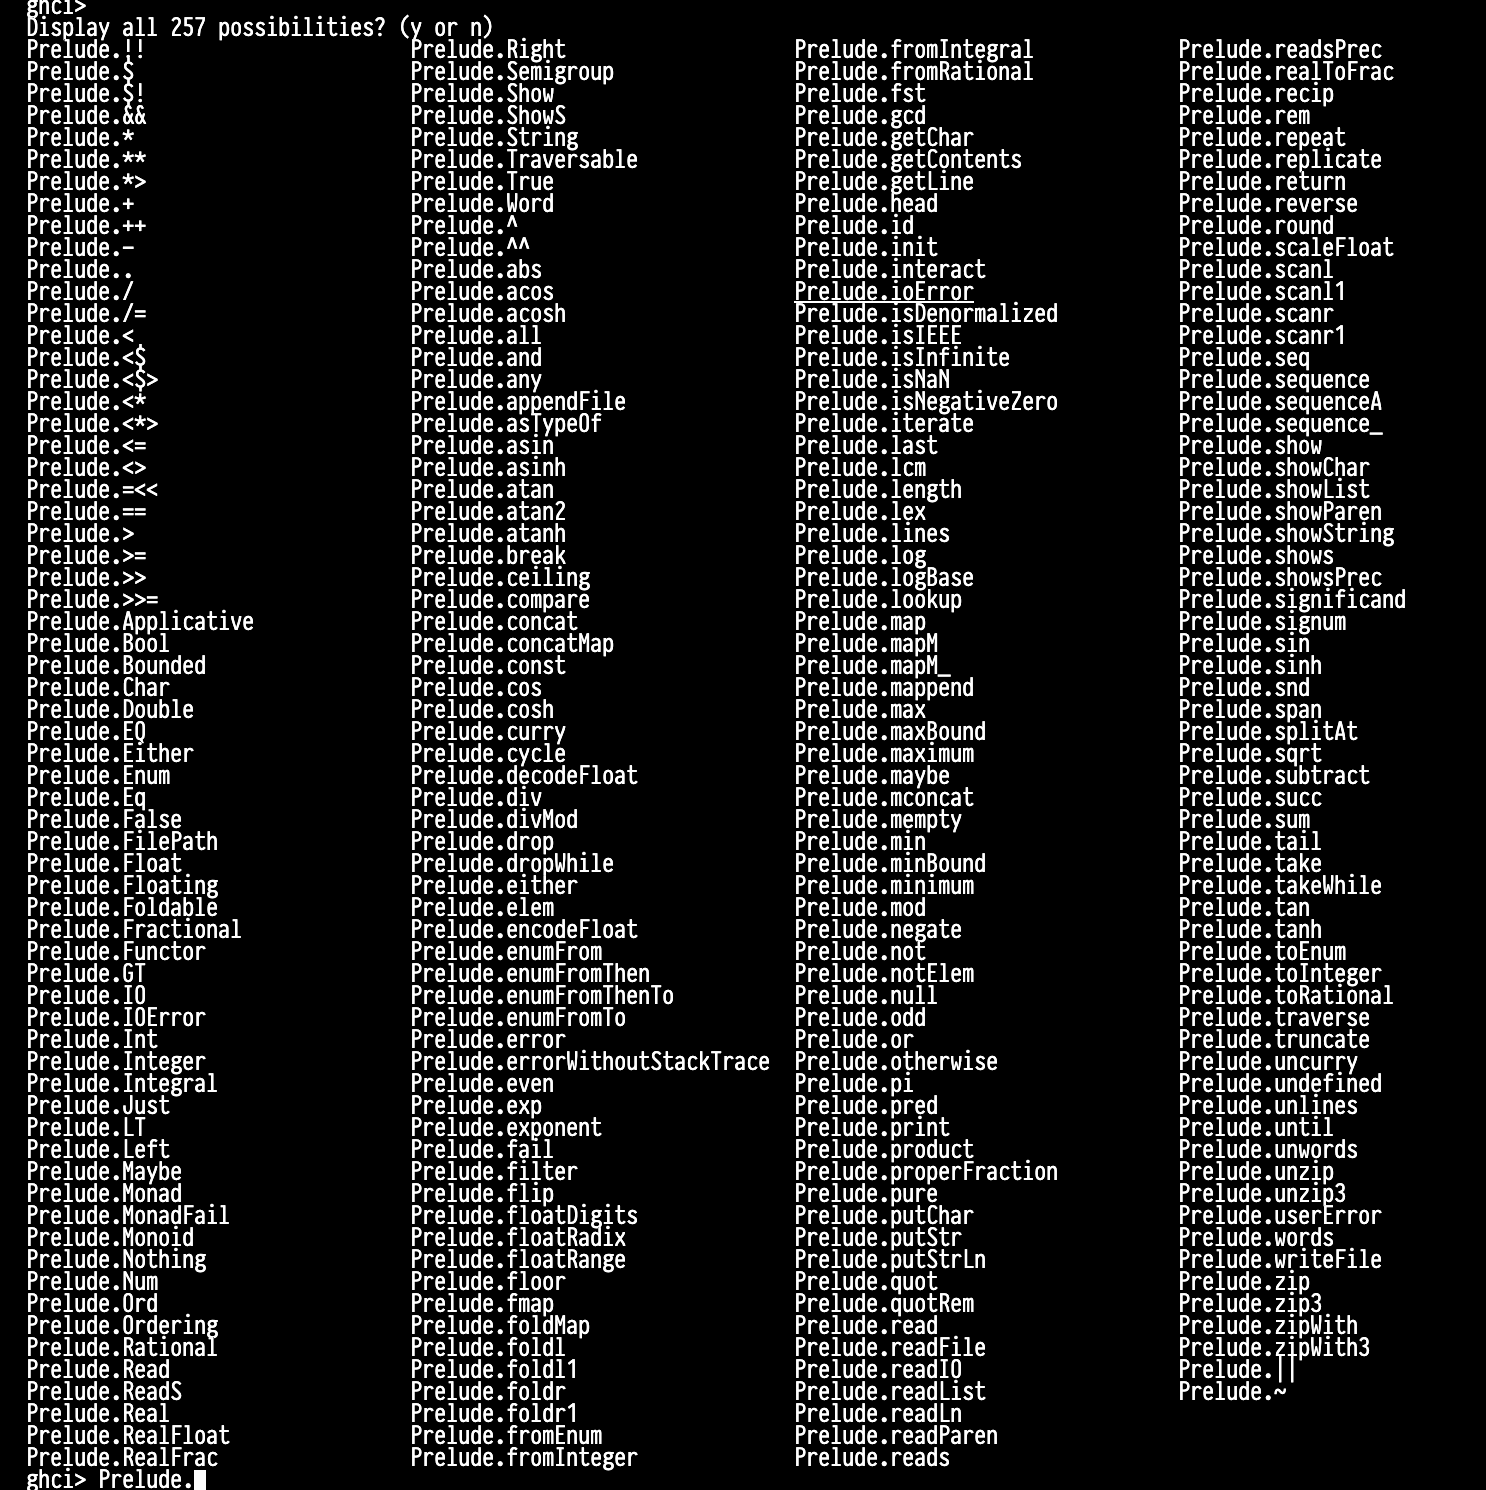 ghci>
Display all 257 possibilities? (y or n)
Prelude.!! Prelude.Right Prelude.fromIntegral Prelude.readsPrec
Prelude.$ Prelude.Semigroup Prelude.fromRational Prelude.realToFrac
Prelude.$! Prelude.Show Prelude.fst Prelude.recip
Prelude.&& Prelude.ShowS Prelude.gcd Prelude.rem
Prelude.* Prelude.String Prelude.getChar Prelude.repeat
Prelude.** Prelude.Traversable Prelude.getContents Prelude.replicate
Prelude.*> Prelude.True Prelude.getLine Prelude.return
Prelude.+ Prelude.Word Prelude.head Prelude.reverse
Prelude.++ Prelude.^ Prelude.id Prelude.round
Prelude.- Prelude.^^ Prelude.init Prelude.scaleFloat
Prelude.. Prelude.abs Prelude.interact Prelude.scanl
Prelude./ Prelude.acos Prelude.ioError Prelude.scanl1
Prelude./= Prelude.acosh Prelude.isDenormalized Prelude.scanr
Prelude.< Prelude.all Prelude.isIEEE Prelude.scanr1
Prelude.<$ Prelude.and Prelude.isInfinite Prelude.seq
Prelude.<$> Prelude.any Prelude.isNaN Prelude.sequence
Prelude.<* Prelude.appendFile Prelude.isNegativeZero Prelude.sequenceA
Prelude.<*> Prelude.asTypeOf Prelude.iterate Prelude.sequence_
Prelude.<= Prelude.asin Prelude.last Prelude.show
Prelude.<> Prelude.asinh Prelude.lcm Prelude.showChar
Prelude.=<< Prelude.atan Prelude.length Prelude.showList
Prelude.== Prelude.atan2 Prelude.lex Prelude.showParen
Prelude.> Prelude.atanh Prelude.lines Prelude.showString
Prelude.>= Prelude.break Prelude.log Prelude.shows
Prelude.>> Prelude.ceiling Prelude.logBase Prelude.showsPrec
Prelude.>>= Prelude.compare Prelude.lookup Prelude.significand
Prelude.Applicative Prelude.concat Prelude.map Prelude.signum
Prelude.Bool Prelude.concatMap Prelude.mapM Prelude.sin
Prelude.Bounded Prelude.const Prelude.mapM_ Prelude.sinh
Prelude.Char Prelude.cos Prelude.mappend Prelude.snd
Prelude.Double Prelude.cosh Prelude.max Prelude.span
Prelude.EQ Prelude.curry Prelude.maxBound Prelude.splitAt
Prelude.Either Prelude.cycle Prelude.maximum Prelude.sqrt
Prelude.Enum Prelude.decodeFloat Prelude.maybe Prelude.subtract
Prelude.Eq Prelude.div Prelude.mconcat Prelude.succ
Prelude.False Prelude.divMod Prelude.mempty Prelude.sum
Prelude.FilePath Prelude.drop Prelude.min Prelude.tail
Prelude.Float Prelude.dropWhile Prelude.minBound Prelude.take
Prelude.Floating Prelude.either Prelude.minimum Prelude.takeWhile
Prelude.Foldable Prelude.elem Prelude.mod Prelude.tan
Prelude.Fractional Prelude.encodeFloat Prelude.negate Prelude.tanh
Prelude.Functor Prelude.enumFrom Prelude.not Prelude.toEnum
Prelude.GT Prelude.enumFromThen Prelude.notElem Prelude.toInteger
Prelude.IO Prelude.enumFromThenTo Prelude.null Prelude.toRational
Prelude.IOError Prelude.enumFromTo Prelude.odd Prelude.traverse
Prelude.Int Prelude.error Prelude.or Prelude.truncate
Prelude.Integer Prelude.errorWithoutStackTrace Prelude.otherwise Prelude.uncurry
Prelude.Integral Prelude.even Prelude.pi Prelude.undefined
Prelude.Just Prelude.exp Prelude.pred Prelude.unlines
Prelude.LT Prelude.exponent Prelude.print Prelude.until
Prelude.Left Prelude.fail Prelude.product Prelude.unwords
Prelude.Maybe Prelude.filter Prelude.properFraction Prelude.unzip
Prelude.Monad Prelude.flip Prelude.pure Prelude.unzip3
Prelude.MonadFail Prelude.floatDigits Prelude.putChar Prelude.userError
Prelude.Monoid Prelude.floatRadix Prelude.putStr Prelude.words
Prelude.Nothing Prelude.floatRange Prelude.putStrLn Prelude.writeFile
Prelude.Num Prelude.floor Prelude.quot Prelude.zip
Prelude.Ord Prelude.fmap Prelude.quotRem Prelude.zip3
Prelude.Ordering Prelude.foldMap Prelude.read Prelude.zipWith
Prelude.Rational Prelude.foldl Prelude.readFile Prelude.zipWith3
Prelude.Read Prelude.foldl1 Prelude.readIO Prelude.||
Prelude.ReadS Prelude.foldr Prelude.readList Prelude.~
Prelude.Real Prelude.foldr1 Prelude.readLn
Prelude.RealFloat Prelude.fromEnum Prelude.readParen
Prelude.RealFrac Prelude.fromInteger Prelude.reads
ghci> Prelude.